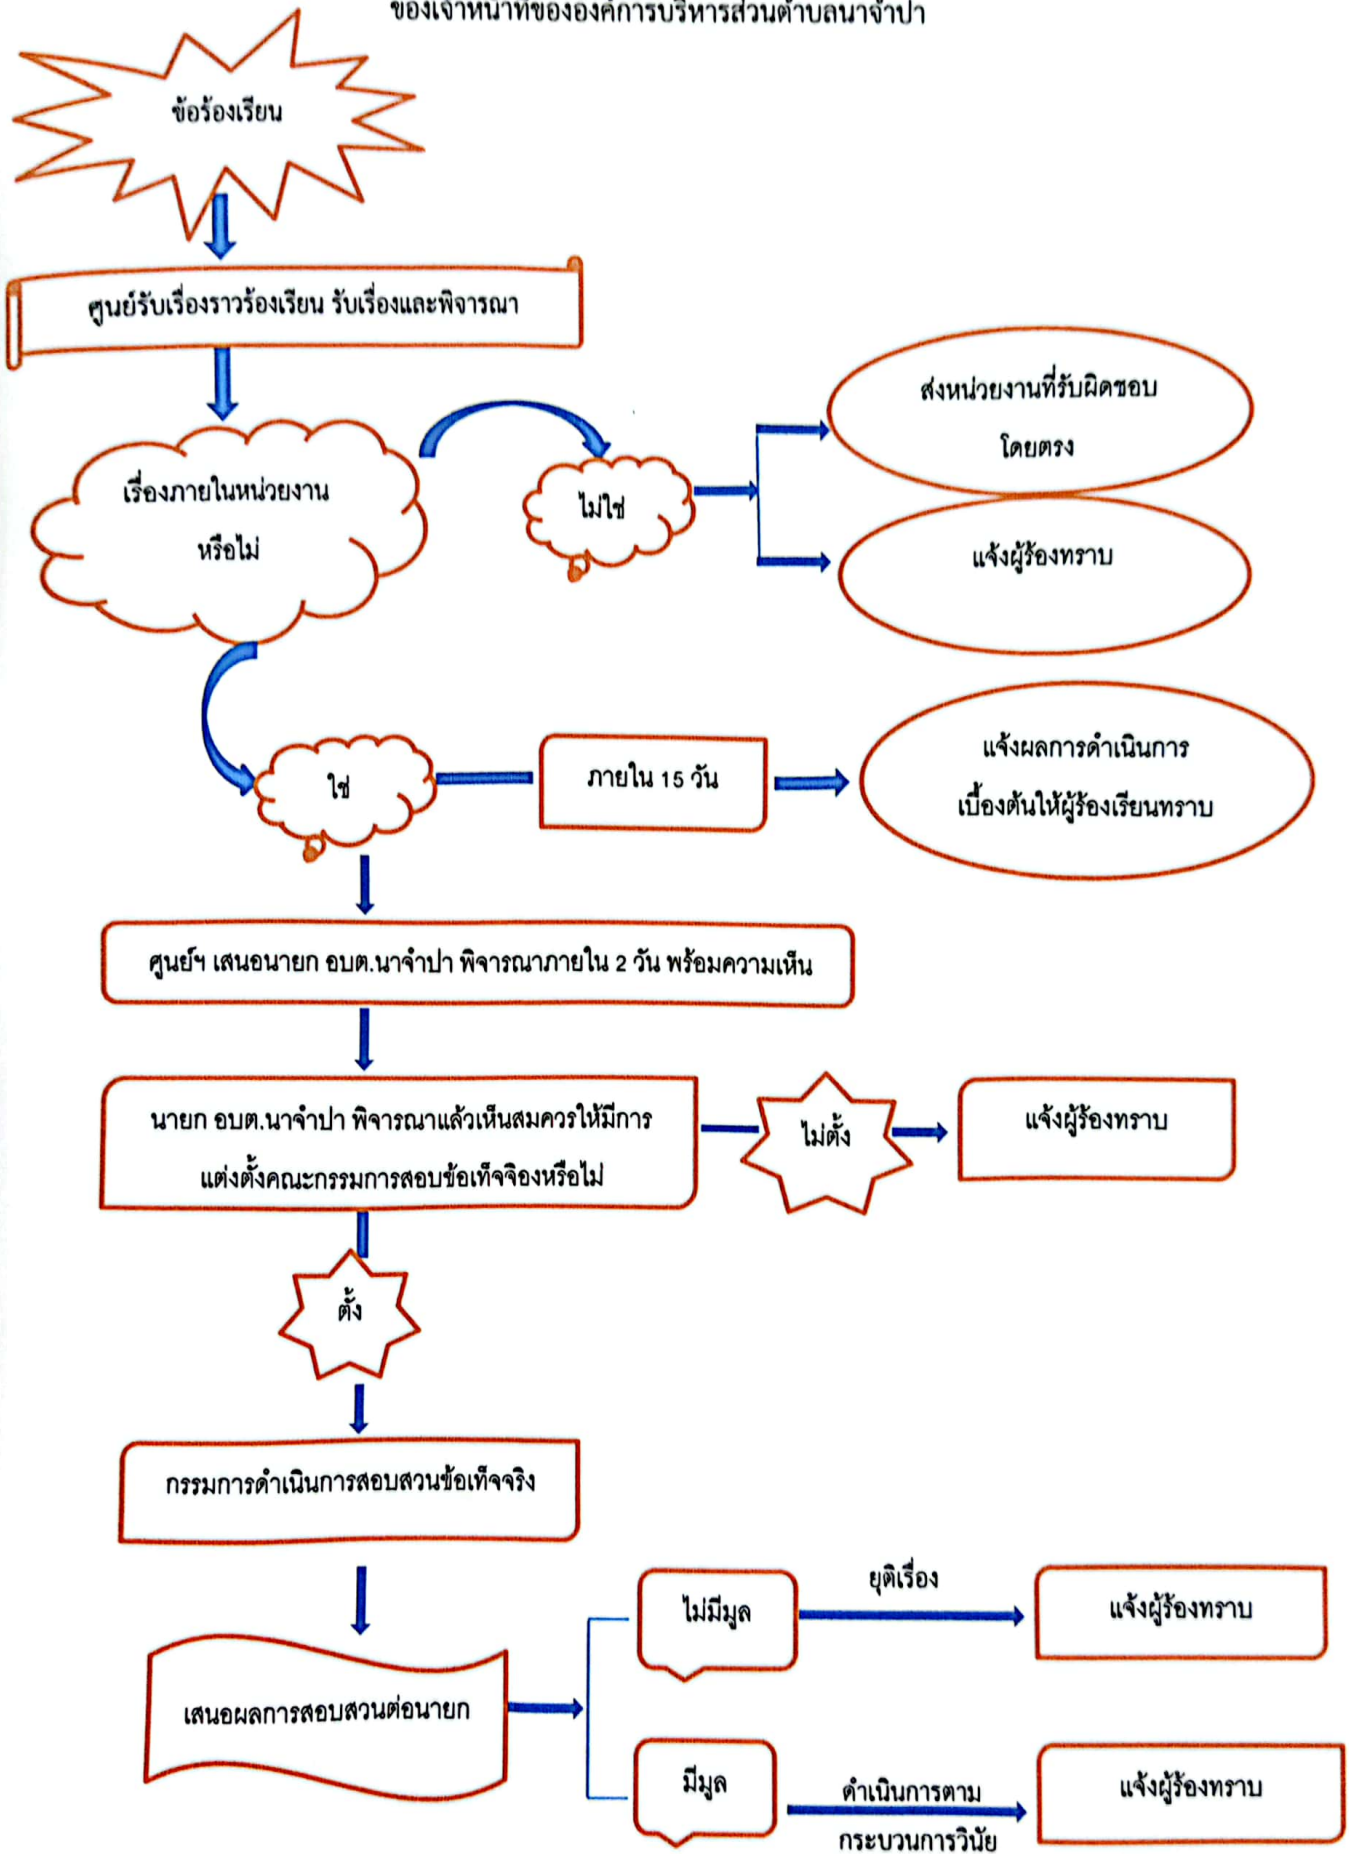 ของเจ้าหน้าที่ขององค์การบริหารส่วนตำบลนาจำปา
ข้อร้องเรียน
ศูนย์รับเรื่องราวร้องเรียน รับเรื่องและพิจารณา
เรื่องภายในหน่วยงาน
หรือไม่
ไม่ใช่
ส่งหน่วยงานที่รับผิดชอบ
โดยตรง
แจ้งผู้ร้องทราบ
ใช่
ภายใน 15 วัน
แจ้งผลการดำเนินการ
เบื้องต้นให้ผู้ร้องเรียนทราบ
ศูนย์ฯ เสนอนายก อบต.นาจำปา พิจารณาภายใน 2 วัน พร้อมความเห็น
นายก อบต.นาจำปา พิจารณาแล้วเห็นสมควรให้มีการ
แต่งตั้งคณะกรรมการสอบข้อเท็จจิองหรือไม่
ไม่ตั้ง
แจ้งผู้ร้องทราบ
ตั้ง
กรรมการดำเนินการสอบสวนข้อเท็จจริง
เสนอผลการสอบสวนต่อนายก
ไม่มีมูล
ยุติเรื่อง
แจ้งผู้ร้องทราบ
มีมูล
ดำเนินการตาม
กระบวนการวินัย
แจ้งผู้ร้องทราบ